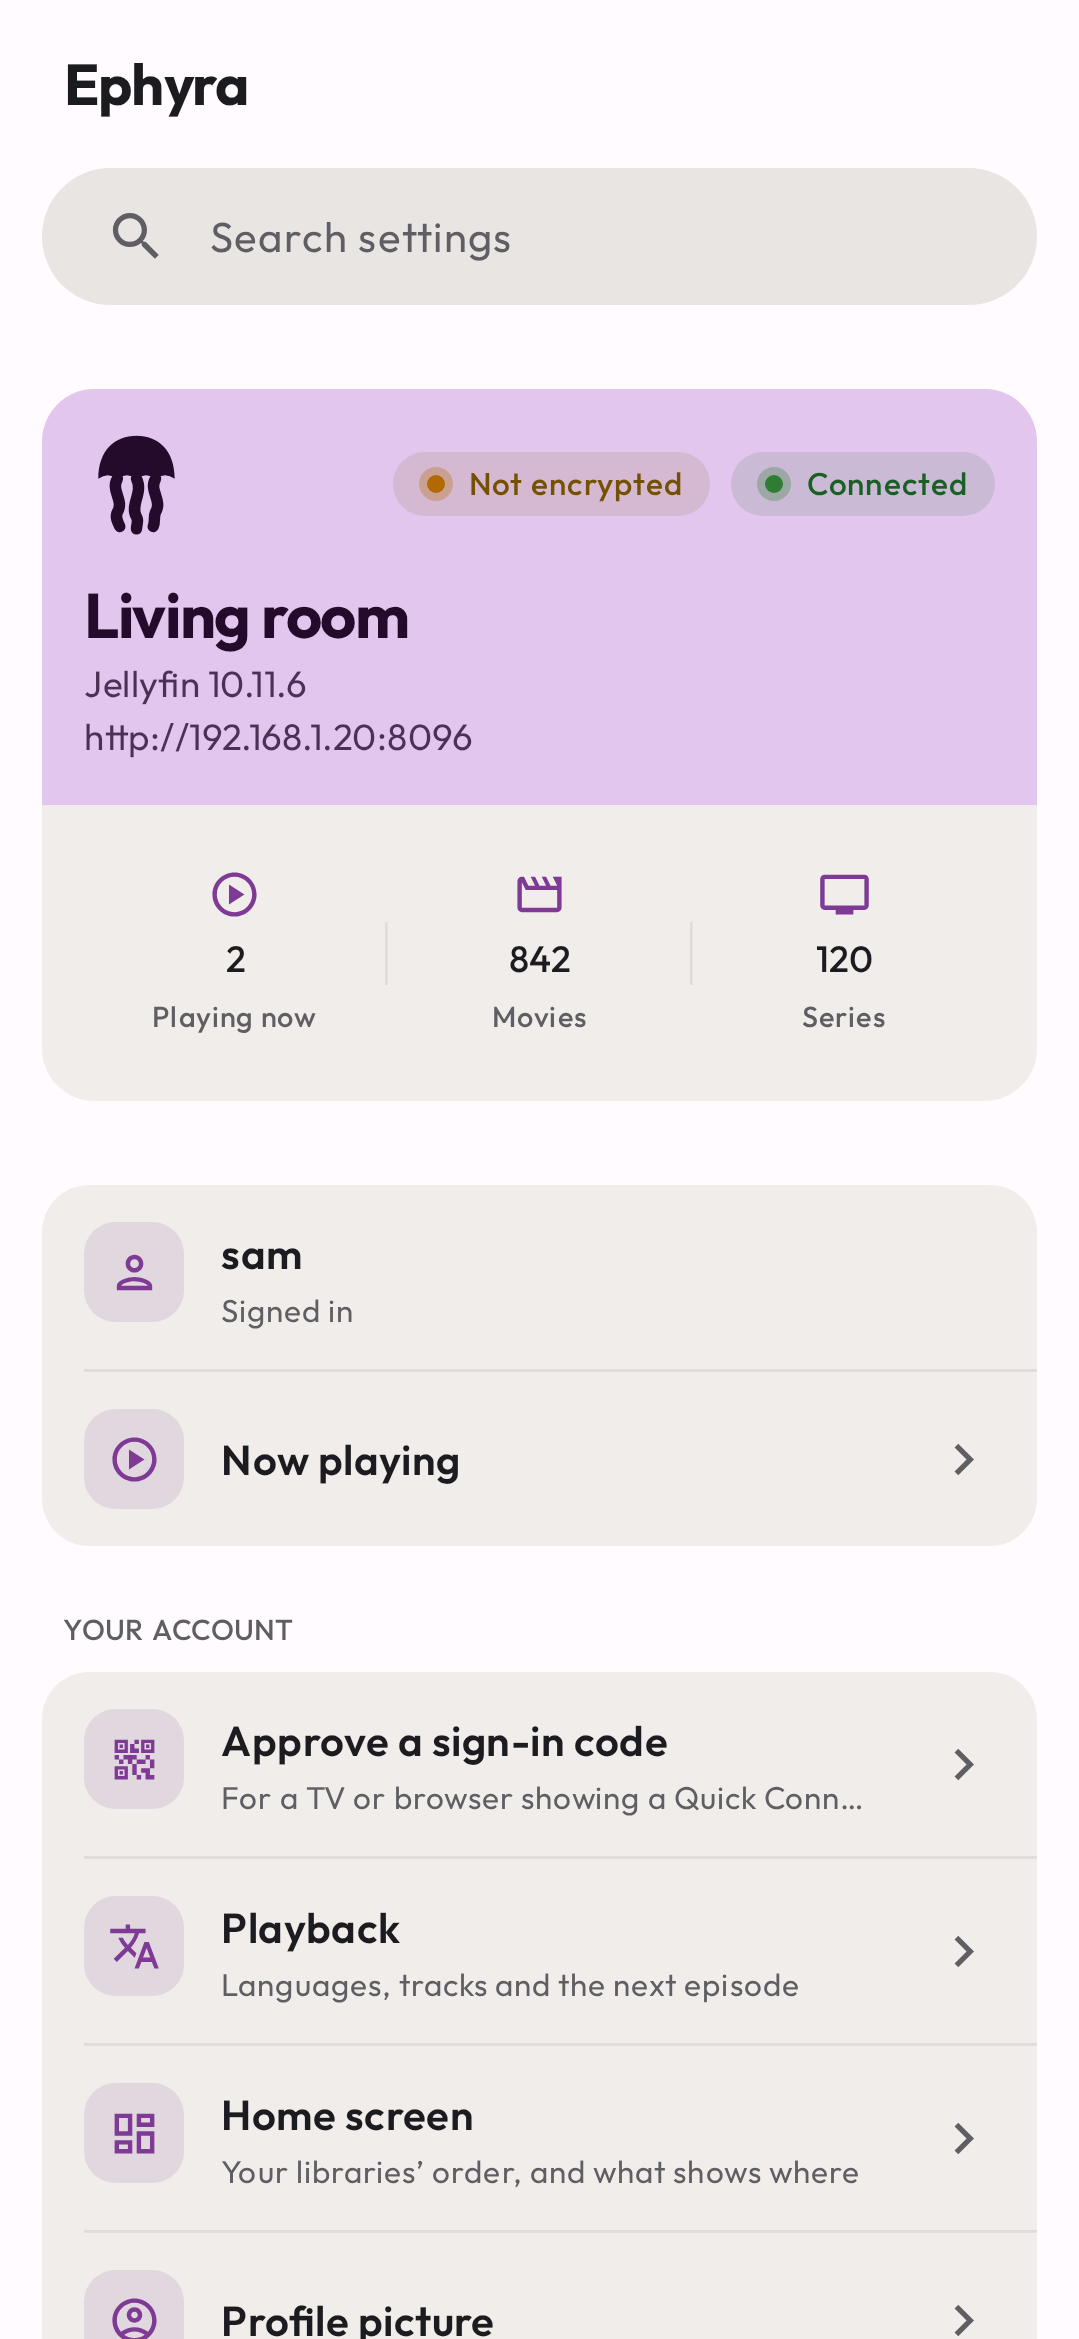 Ephyra
Search settings
Not encrypted
Connected
Living room
Jellyfin 10.11.6
http://192.168.1.20:8096
2
842
120
Playing now
Movies
Series
sam
Signed in
Now playing
YOUR ACCOUNT
Approve a sign-in code
For a TV or browser showing a Quick Conn…
Playback
Languages, tracks and the next episode
Home screen
Your libraries’ order, and what shows where
Profile picture